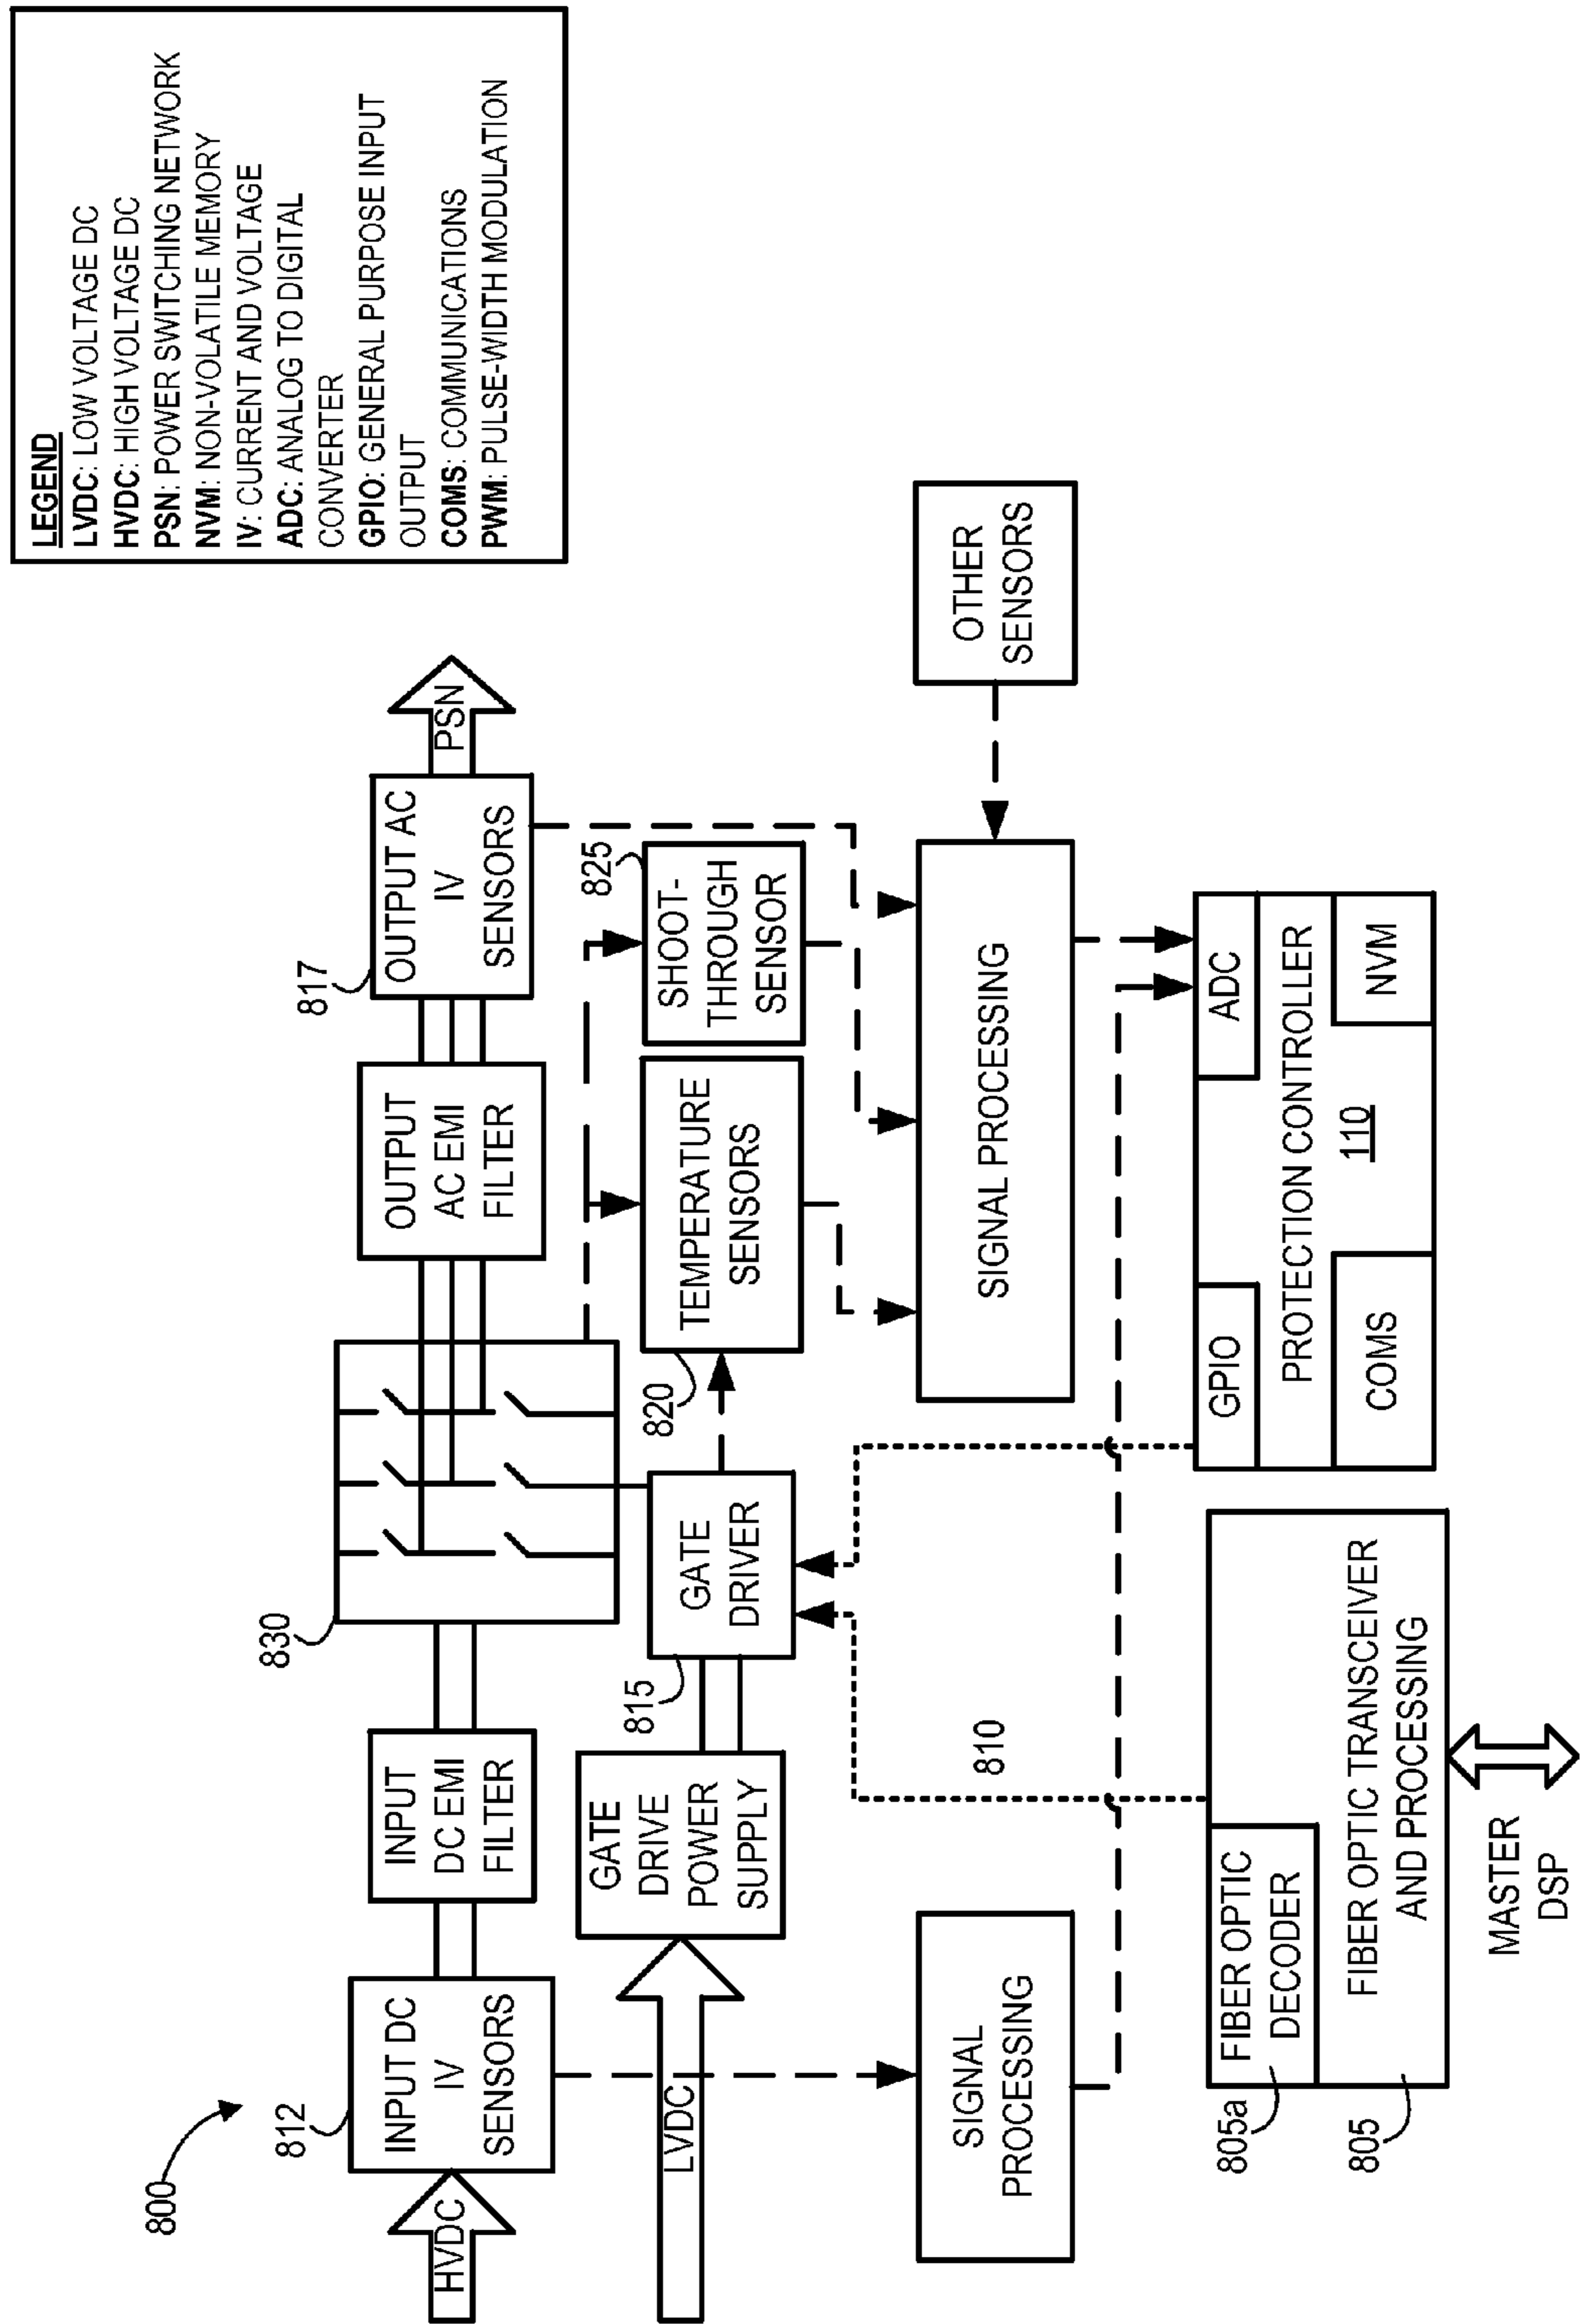 800
HVDC
812
INPUT DC
IV
SENSORS
INPUT
DC EMI
FILTER
830
OUTPUT
AC EMI
FILTER
817
OUTPUT AC
IV
SENSORS
PSN
LVDC
GATE
DRIVE
POWER
SUPPLY
815
GATE
DRIVER
820
TEMPERATURE
SENSORS
825
SHOOT-
THROUGH
SENSOR
SIGNAL
PROCESSING
810
SIGNAL PROCESSING
OTHER
SENSORS
805a
FIBER OPTIC
DECODER
805
FIBER OPTIC TRANSCEIVER
AND PROCESSING
MASTER
DSP
GPIO
ADC
PROTECTION CONTROLLER
110
COMS
NVM
LEGEND
LVDC: LOW VOLTAGE DC
HVDC: HIGH VOLTAGE DC
PSN: POWER SWITCHING NETWORK
NVM: NON-VOLATILE MEMORY
IV: CURRENT AND VOLTAGE
ADC: ANALOG TO DIGITAL
CONVERTER
GPIO: GENERAL PURPOSE INPUT
OUTPUT
COMS: COMMUNICATIONS
PWM: PULSE-WIDTH MODULATION